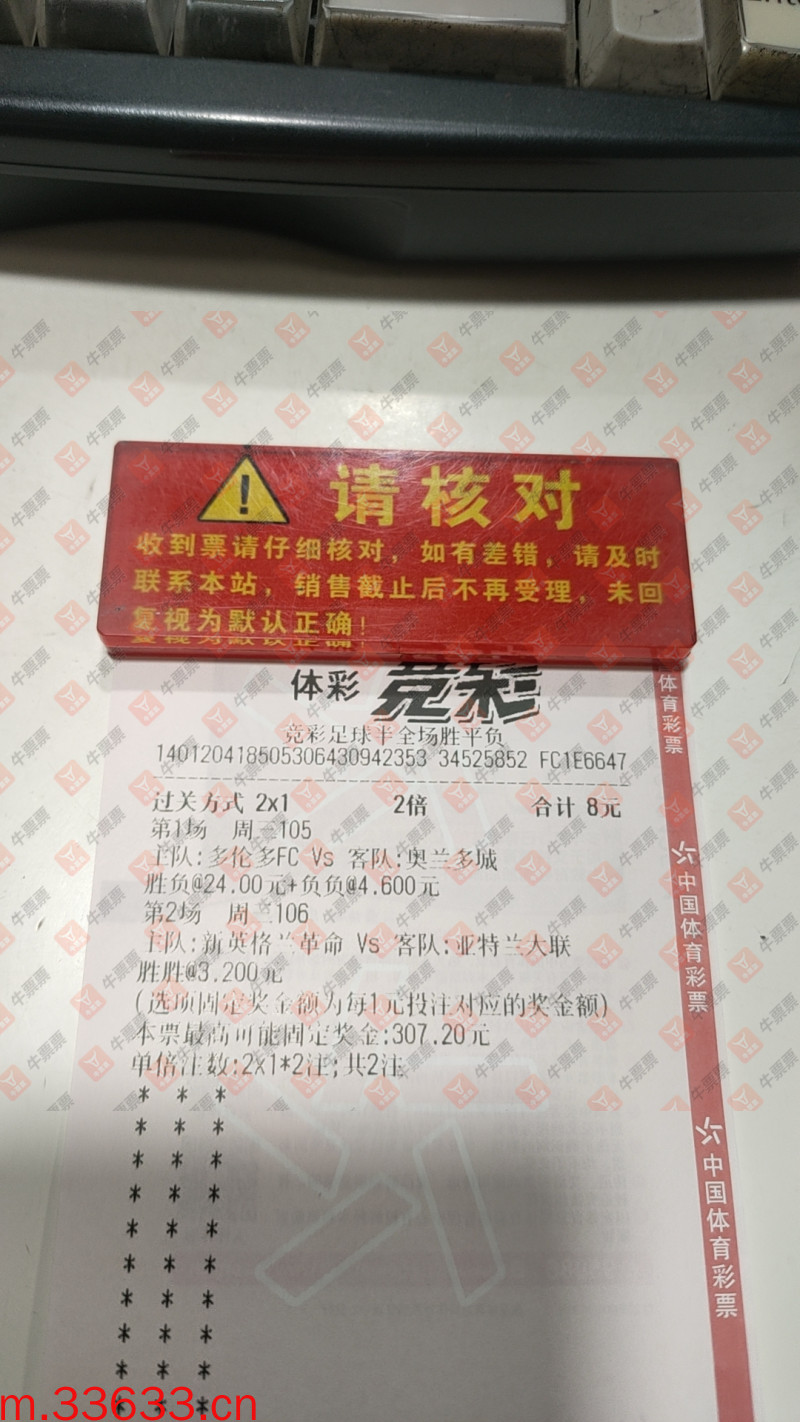 请核对
收到票请仔细核对，如有差错，请及时
联系本站，销售截止后不再受理，未回
复视为默认正确！
体彩 竞彩
竞彩足球半全场胜平负
140120418505306430942353 34525852 FC1E6647
过关方式 2x1 2倍 合计 8元
第1场 周三105
主队:多伦多FC Vs 客队:奥兰多城
胜负@24.00元+负负@4.600元
第2场 周三106
主队:新英格兰革命 Vs 客队:亚特兰大联
胜胜@3.200元
(选项固定奖金额为每1元投注对应的奖金额)
本票最高可能固定奖金:307.20元
单倍注数:2x1*2注;共2注
* * *
* * *
* * *
* * *
* * *
* * *
* * *
* * *
* * *
* * *
体育彩票
中国体育彩票
中国体育彩票
牛票票
m.33633.cn